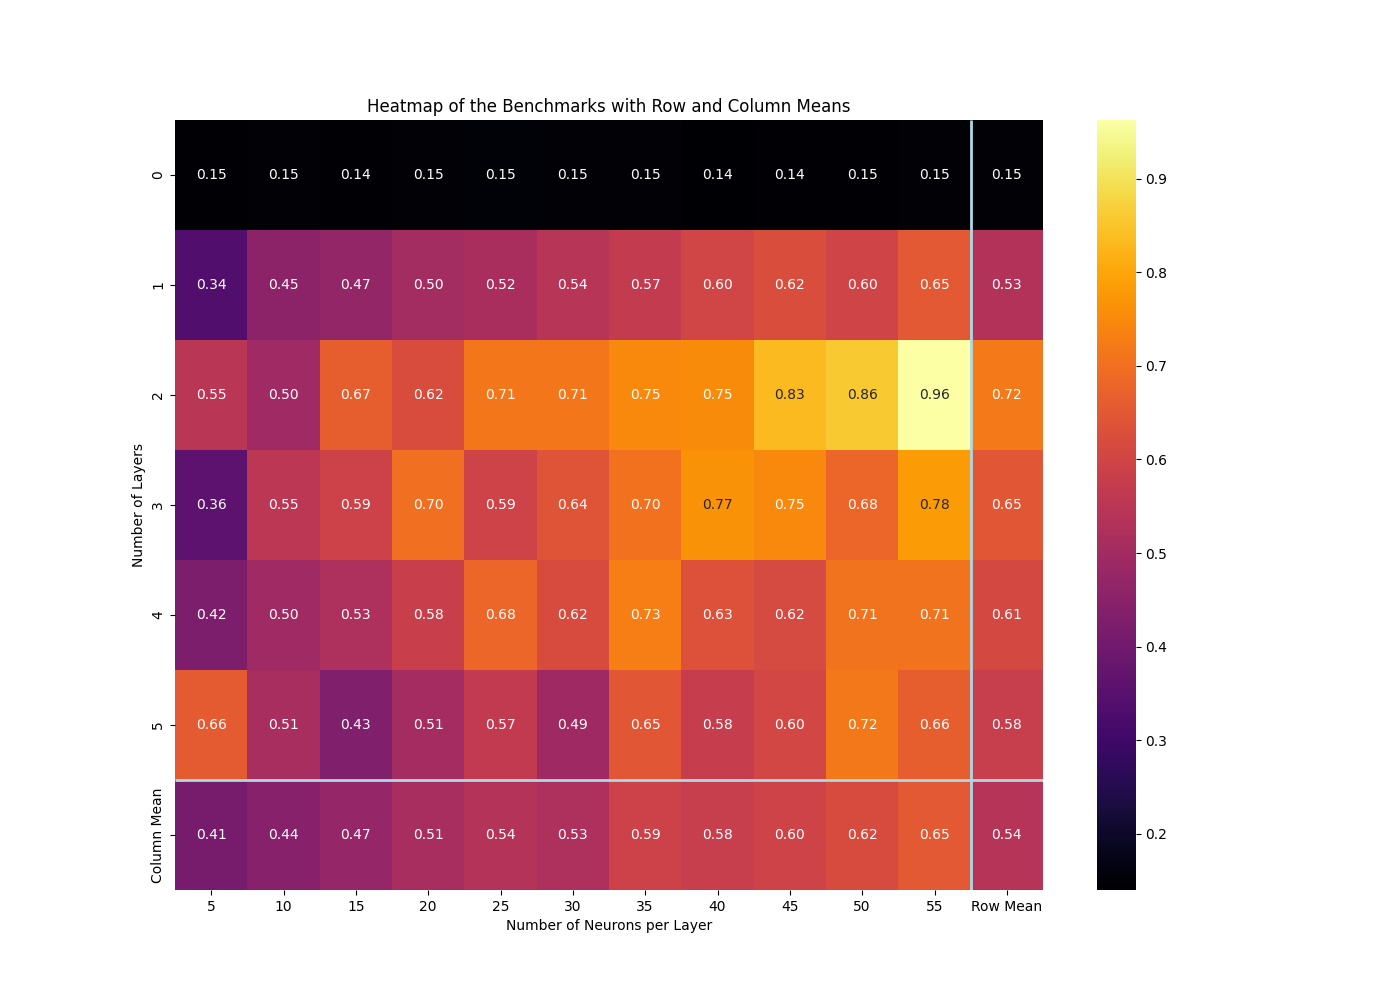 Heatmap of the Benchmarks with Row and Column Means
0 0.15 0.15 0.14 0.15 0.15 0.15 0.15 0.14 0.14 0.15 0.15 0.15
1 0.34 0.45 0.47 0.50 0.52 0.54 0.57 0.60 0.62 0.60 0.65 0.53
2 0.55 0.50 0.67 0.62 0.71 0.71 0.75 0.75 0.83 0.86 0.96 0.72
3 0.36 0.55 0.59 0.70 0.59 0.64 0.70 0.77 0.75 0.68 0.78 0.65
4 0.42 0.50 0.53 0.58 0.68 0.62 0.73 0.63 0.62 0.71 0.71 0.61
5 0.66 0.51 0.43 0.51 0.57 0.49 0.65 0.58 0.60 0.72 0.66 0.58
Column Mean 0.41 0.44 0.47 0.51 0.54 0.53 0.59 0.58 0.60 0.62 0.65 0.54
5 10 15 20 25 30 35 40 45 50 55 Row Mean
Number of Neurons per Layer
Number of Layers
0.9
0.8
0.7
0.6
0.5
0.4
0.3
0.2